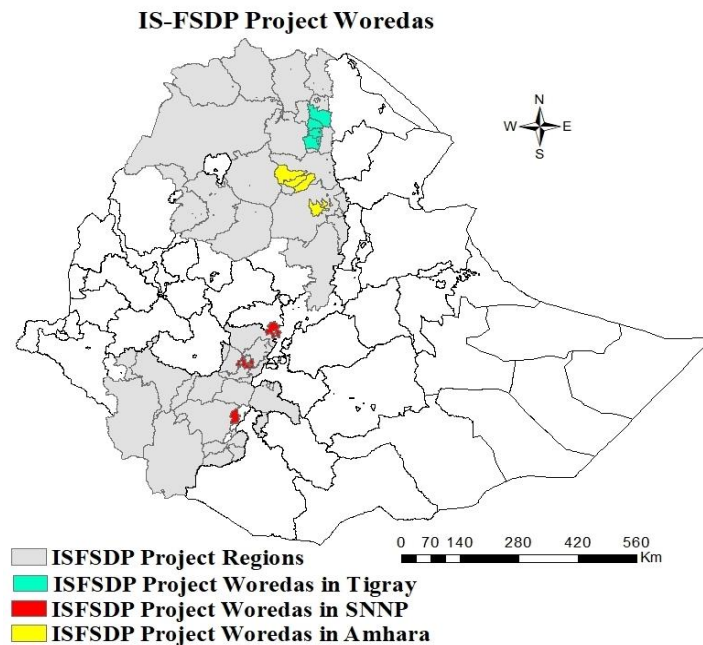 IS-FSDP Project Woredas
N
W E
S
0 70 140 280 420 560
Km
ISFSDP Project Regions
ISFSDP Project Woredas in Tigray
ISFSDP Project Woredas in SNNP
ISFSDP Project Woredas in Amhara